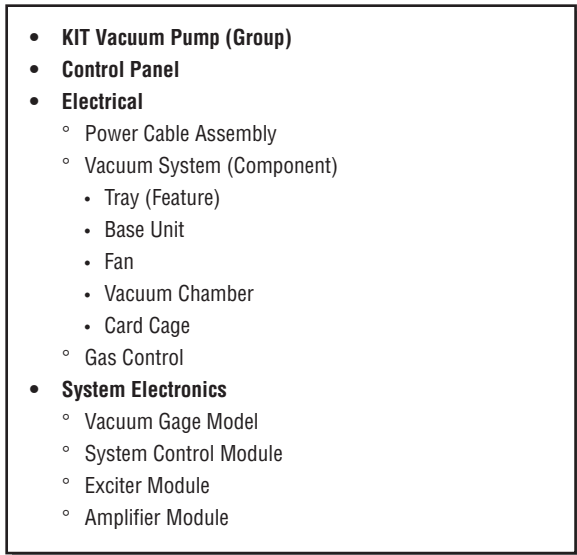 • KIT Vacuum Pump (Group)
• Control Panel
• Electrical
° Power Cable Assembly
° Vacuum System (Component)
• Tray (Feature)
• Base Unit
• Fan
• Vacuum Chamber
• Card Cage
° Gas Control
• System Electronics
° Vacuum Gage Model
° System Control Module
° Exciter Module
° Amplifier Module